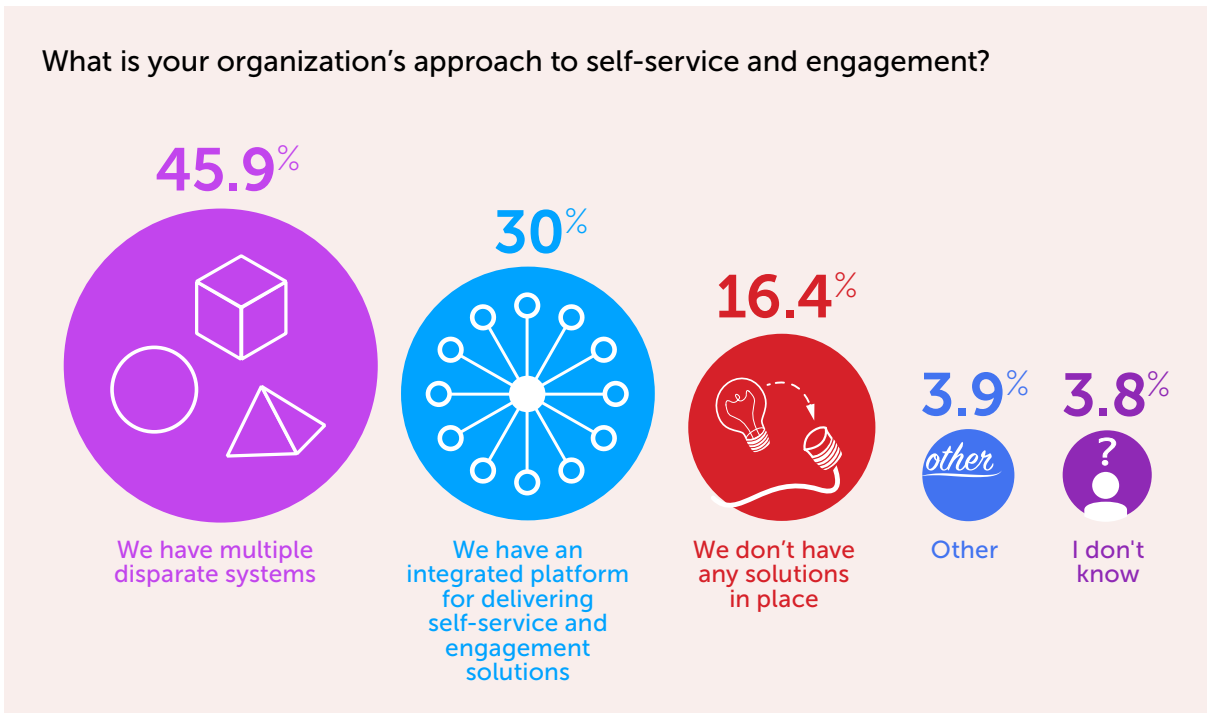 What is your organization's approach to self-service and engagement?
45.9%
30%
16.4%
3.9%
3.8%
other
?
We have multiple
disparate systems
We have an
integrated platform
for delivering
self-service and
engagement
solutions
We don't have
any solutions
in place
Other
I don't
know